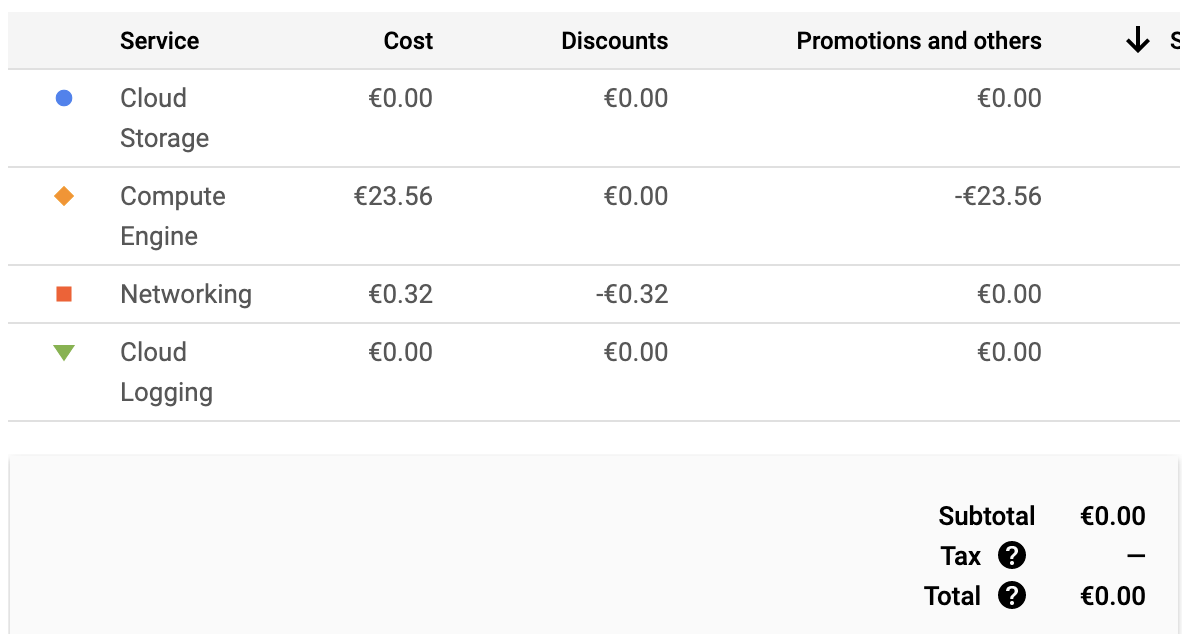 Service Cost Discounts Promotions and others S
Cloud Storage €0.00 €0.00 €0.00
Compute Engine €23.56 €0.00 -€23.56
Networking €0.32 -€0.32 €0.00
Cloud Logging €0.00 €0.00 €0.00
Subtotal €0.00
Tax ? —
Total ? €0.00